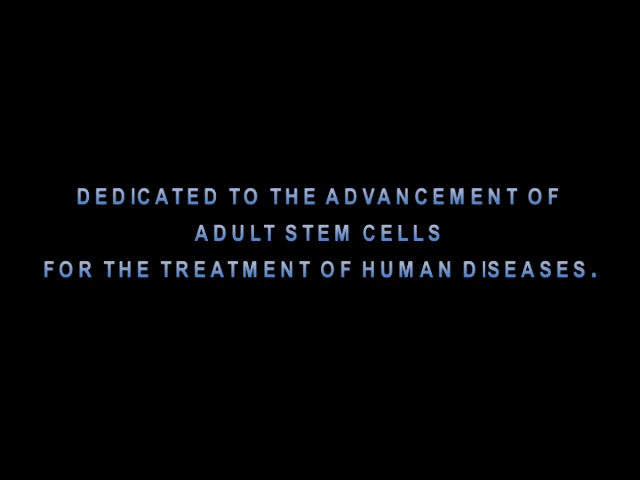 DEDICATED TO THE ADVANCEMENT OF
ADULT STEM CELLS
FOR THE TREATMENT OF HUMAN DISEASES.